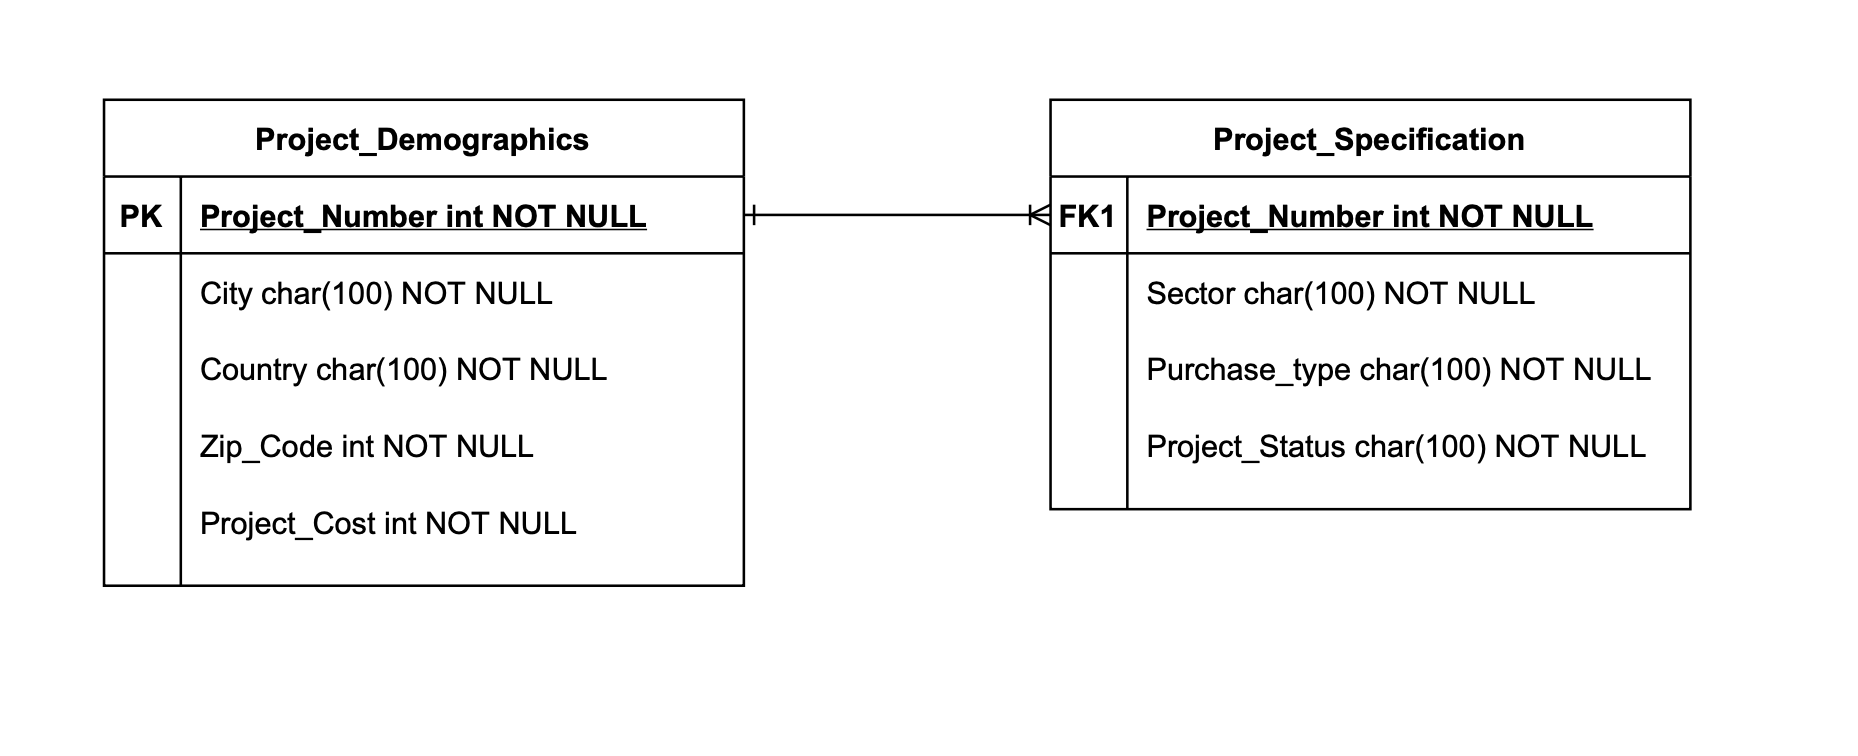 Project_Demographics
PK Project_Number int NOT NULL
City char(100) NOT NULL
Country char(100) NOT NULL
Zip_Code int NOT NULL
Project_Cost int NOT NULL
Project_Specification
FK1 Project_Number int NOT NULL
Sector char(100) NOT NULL
Purchase_type char(100) NOT NULL
Project_Status char(100) NOT NULL